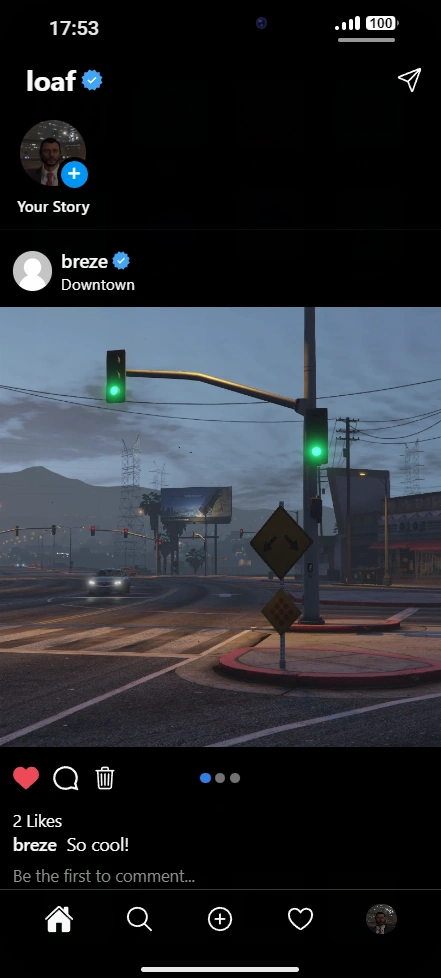 17:53
100
loaf
Your Story
breze
Downtown
2 Likes
breze So cool!
Be the first to comment...